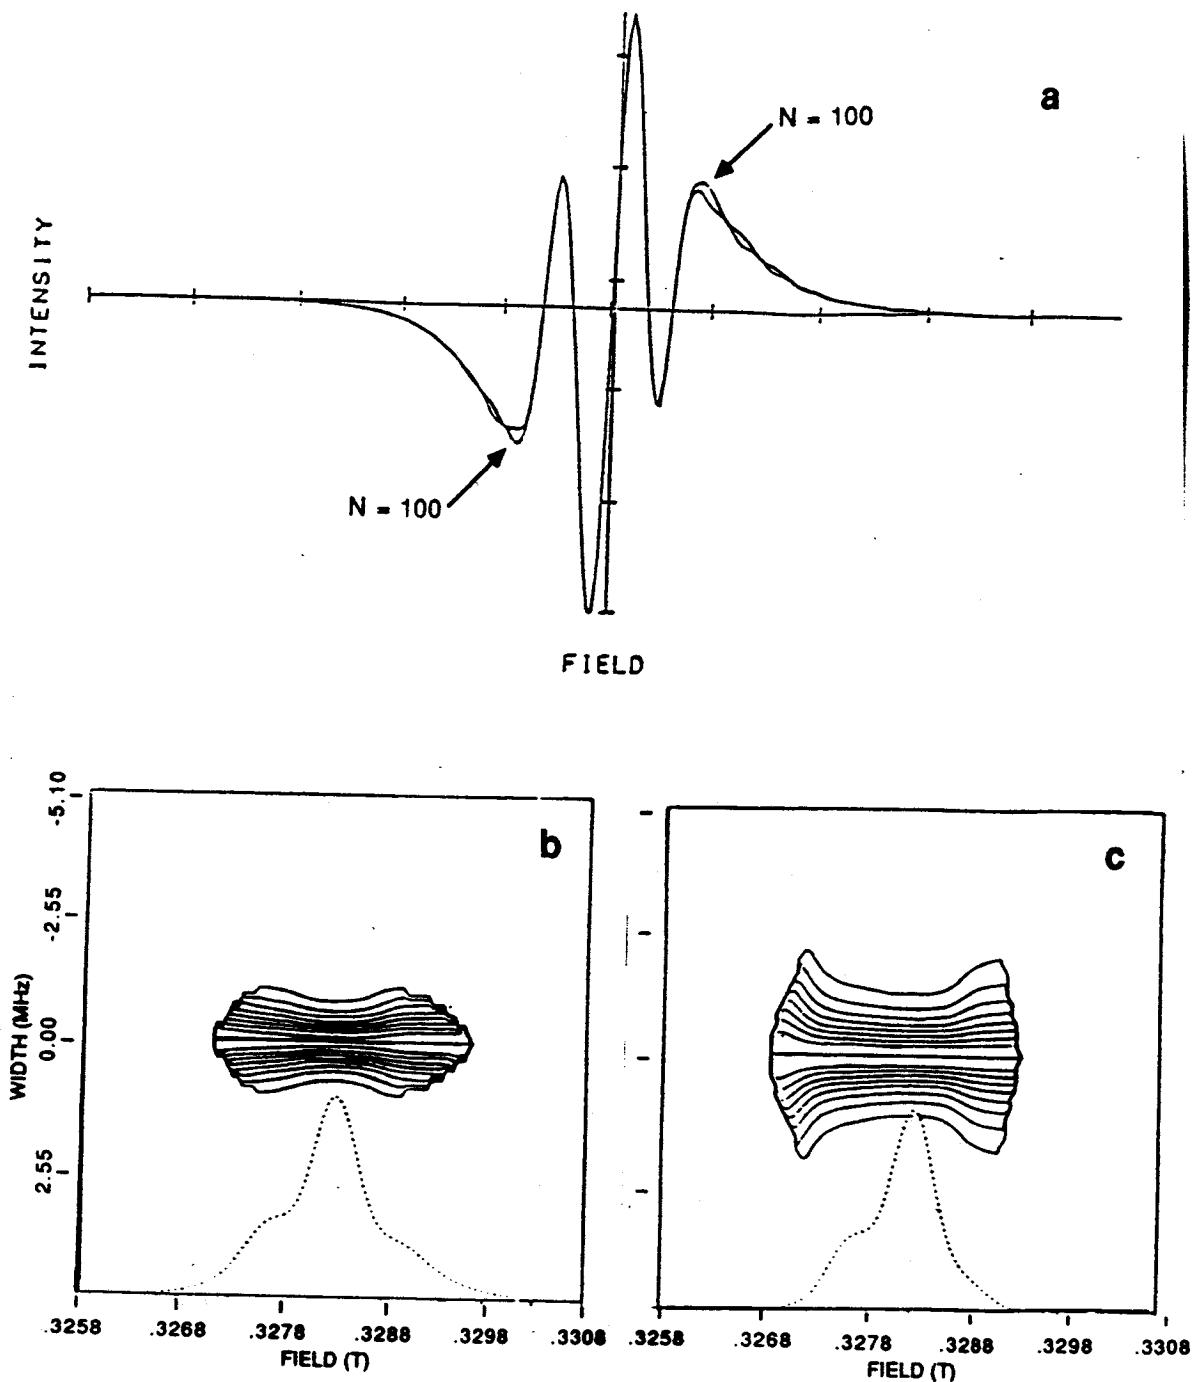 a
N = 100
INTENSITY
N = 100
FIELD
b
c
-5.10
-2.55
0.00
2.55
WIDTH (MHz)
.3258 .3268 .3278 .3288 .3298 .3308
FIELD (T)
.3258 .3268 .3278 .3288 .3298 .3308
FIELD (T)